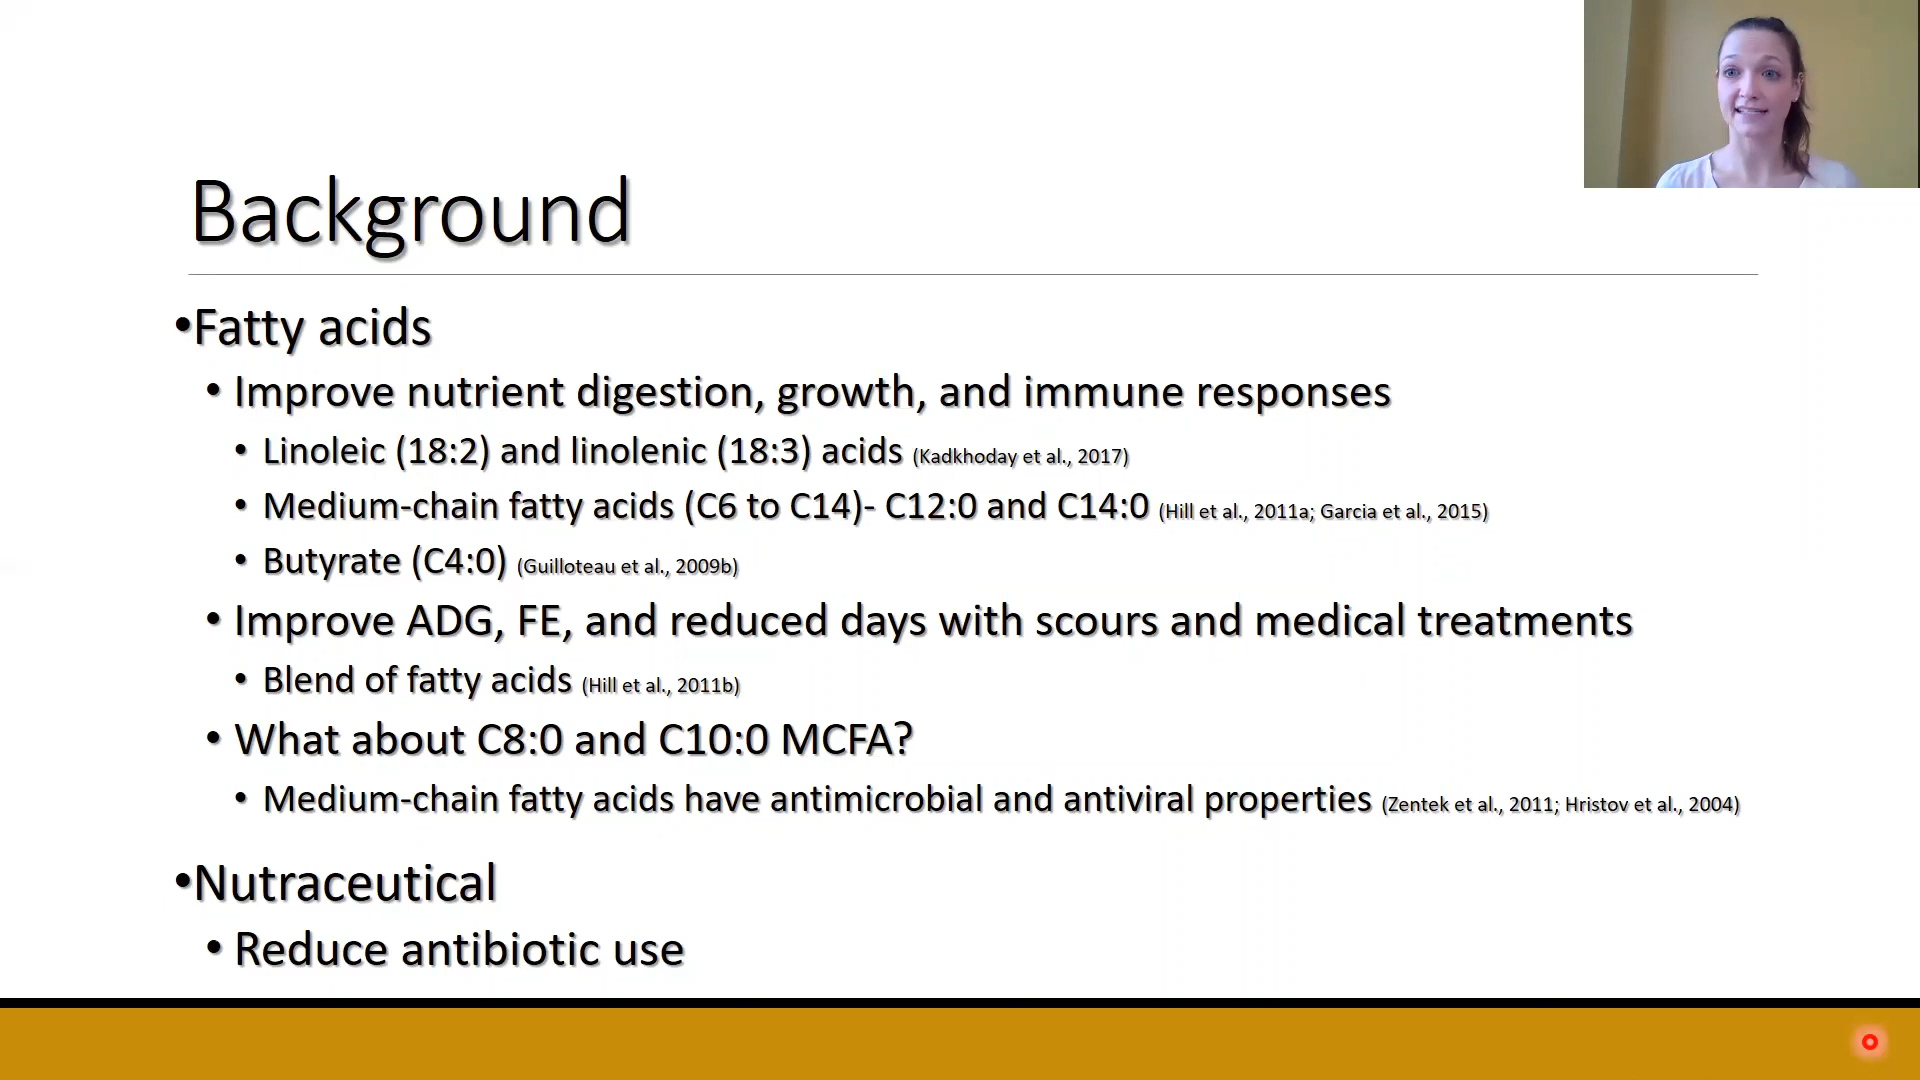 Background
•Fatty acids
• Improve nutrient digestion, growth, and immune responses
• Linoleic (18:2) and linolenic (18:3) acids (Kadkhoday et al., 2017)
• Medium-chain fatty acids (C6 to C14)- C12:0 and C14:0 (Hill et al., 2011a; Garcia et al., 2015)
• Butyrate (C4:0) (Guilloteau et al., 2009b)
• Improve ADG, FE, and reduced days with scours and medical treatments
• Blend of fatty acids (Hill et al., 2011b)
• What about C8:0 and C10:0 MCFA?
• Medium-chain fatty acids have antimicrobial and antiviral properties (Zentek et al., 2011; Hristov et al., 2004)
•Nutraceutical
• Reduce antibiotic use